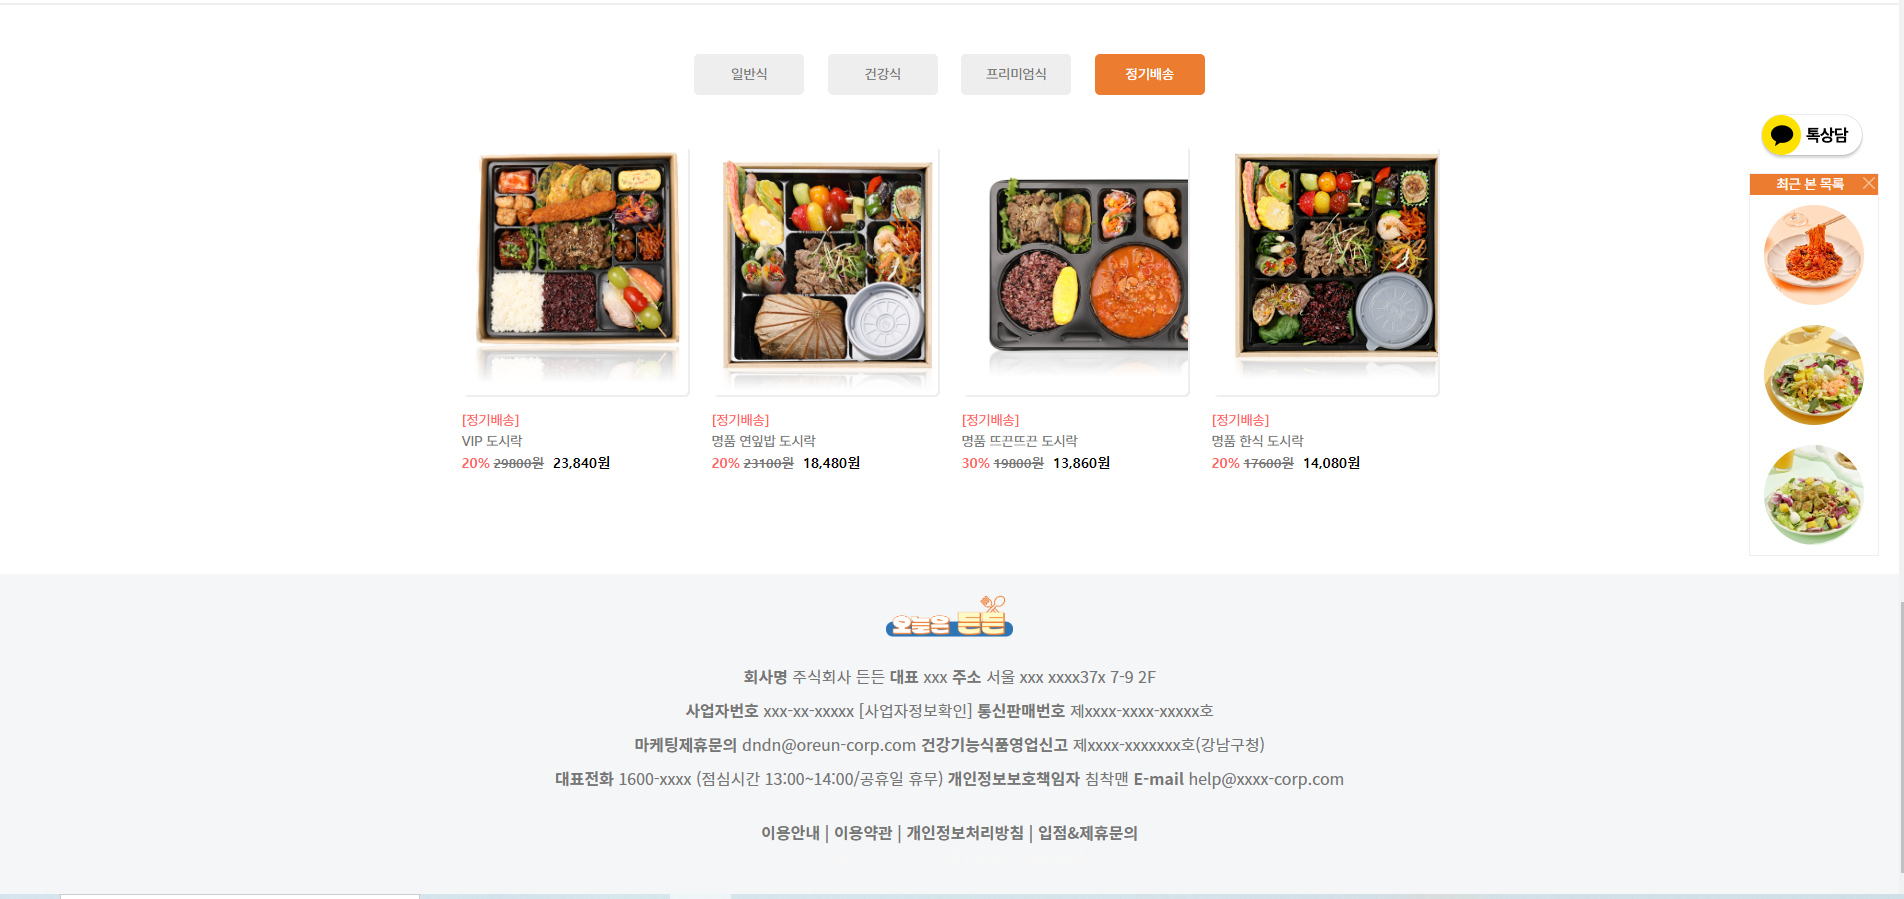 일반식
건강식
프리미엄식
정기배송
톡상담
최근 본 목록
[정기배송]
VIP 도시락
20% 29800원 23,840원
[정기배송]
명품 연잎밥 도시락
20% 23100원 18,480원
[정기배송]
명품 뜨끈뜨끈 도시락
30% 19800원 13,860원
[정기배송]
명품 한식 도시락
20% 17600원 14,080원
오늘은 든든
회사명 주식회사 든든 대표 xxx 주소 서울 xxx xxxx37x 7-9 2F
사업자번호 xxx-xx-xxxxx [사업자정보확인] 통신판매번호 제xxxx-xxxx-xxxxx호
마케팅제휴문의 dndn@oreun-corp.com 건강기능식품영업신고 제xxxx-xxxxxxx호(강남구청)
대표전화 1600-xxxx (점심시간 13:00~14:00/공휴일 휴무) 개인정보보호책임자 침착맨 E-mail help@xxxx-corp.com
이용안내 | 이용약관 | 개인정보처리방침 | 입점&제휴문의